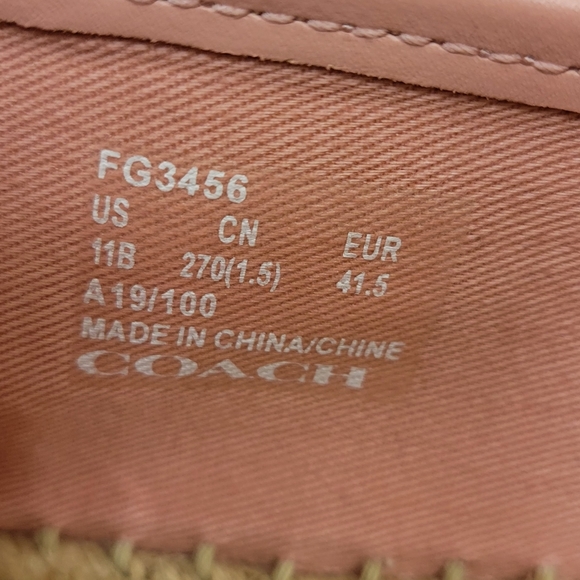 FG3456
US CN EUR
11B 270(1.5) 41.5
A19/100
MADE IN CHINA/CHINE
COACH